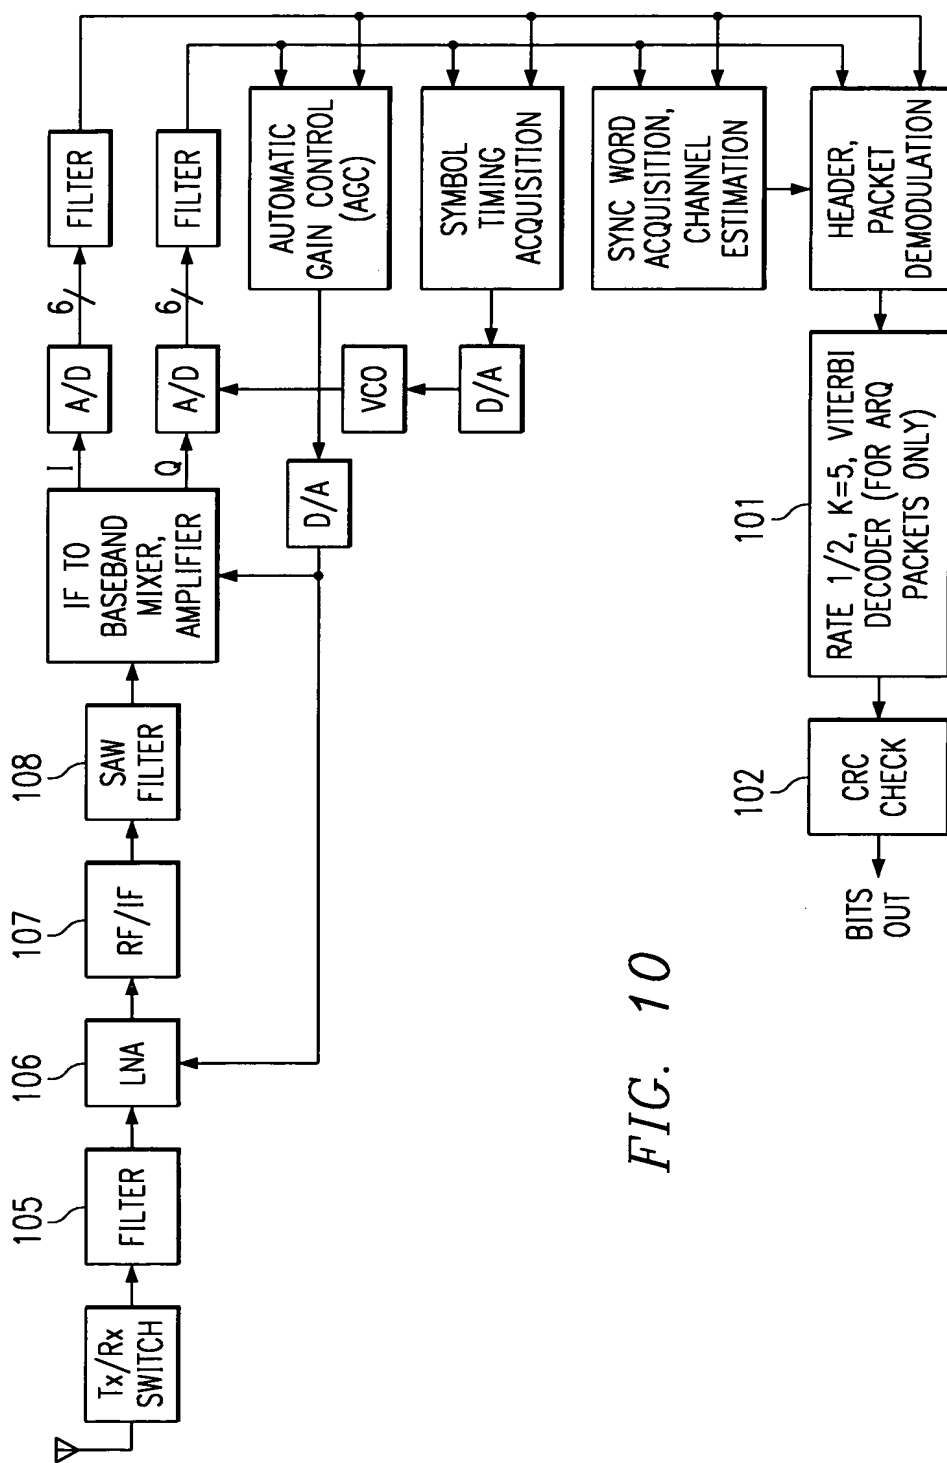 Tx/Rx
SWITCH
105
FILTER
106
LNA
107
RF/IF
108
SAW
FILTER
IF TO
BASEBAND
MIXER,
AMPLIFIER
I
Q
A/D
A/D
6
6
FILTER
FILTER
D/A
AUTOMATIC
GAIN CONTROL
(AGC)
VCO
D/A
SYMBOL
TIMING
ACQUISITION
SYNC WORD
ACQUISITION,
CHANNEL
ESTIMATION
HEADER,
PACKET
DEMODULATION
101
RATE 1/2, K=5, VITERBI
DECODER (FOR ARQ
PACKETS ONLY)
102
CRC
CHECK
BITS
OUT
FIG. 10